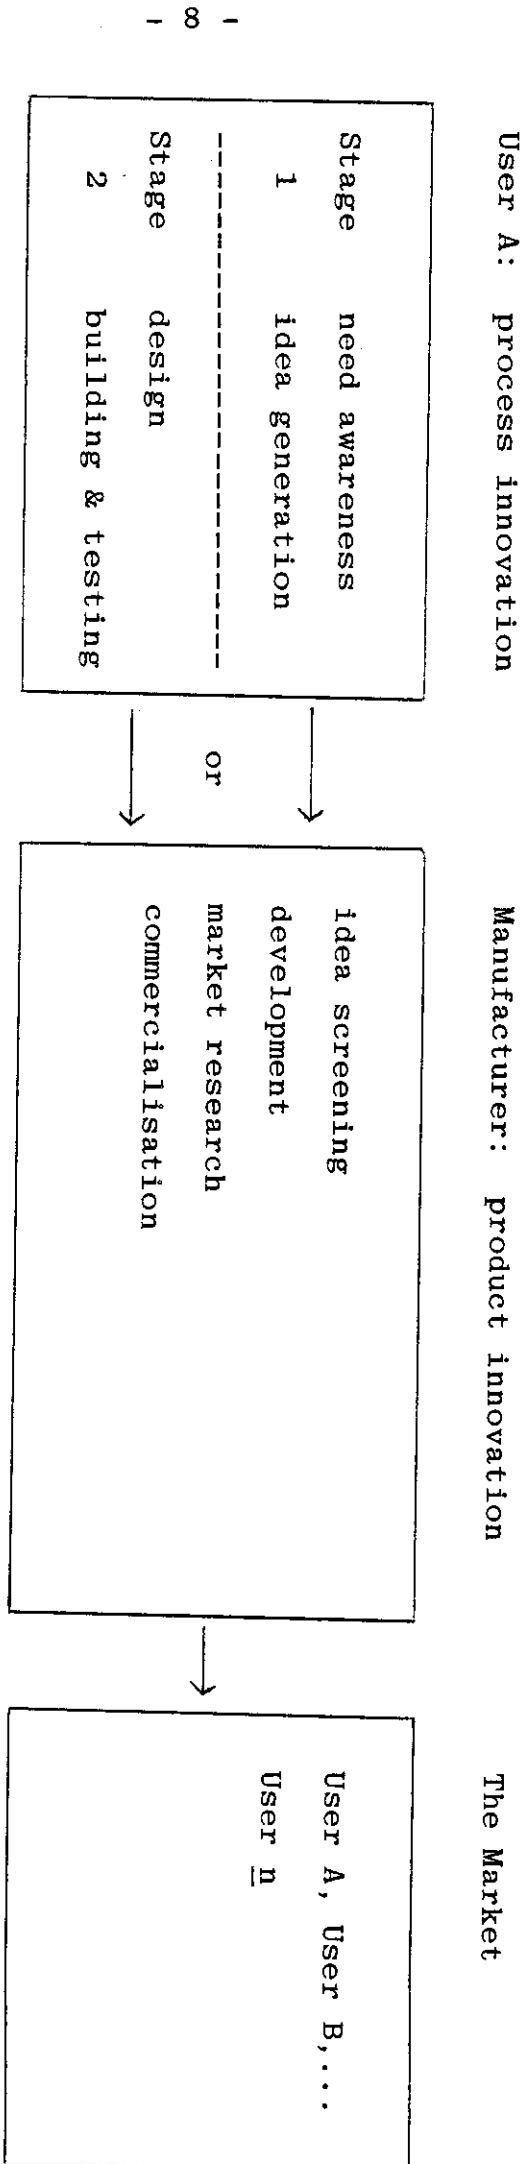 - 8 -
User A: process innovation
Stage need awareness
1 idea generation
Stage design
2 building & testing
or
Manufacturer: product innovation
idea screening
development
market research
commercialisation
The Market
User A, User B,...
User n